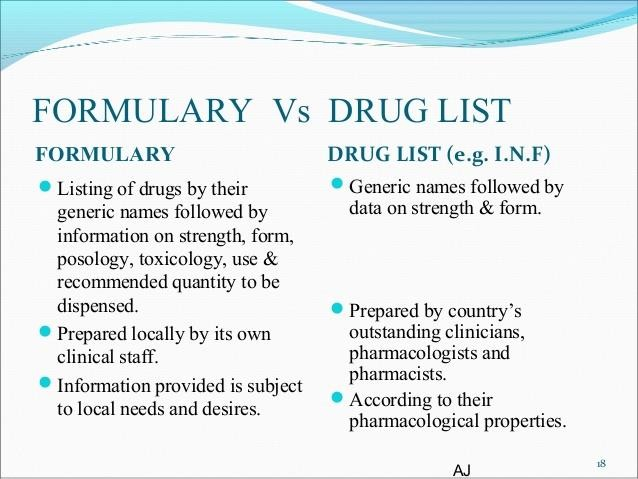 FORMULARY Vs DRUG LIST
FORMULARY
Listing of drugs by their
generic names followed by
information on strength, form,
posology, toxicology, use &
recommended quantity to be
dispensed.
Prepared locally by its own
clinical staff.
Information provided is subject
to local needs and desires.
DRUG LIST (e.g. I.N.F)
Generic names followed by
data on strength & form.
Prepared by country’s
outstanding clinicians,
pharmacologists and
pharmacists.
According to their
pharmacological properties.
AJ
18